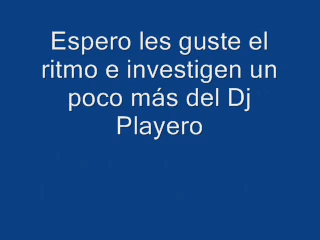 Espero les guste el
ritmo e investigen un
poco más del Dj
Playero